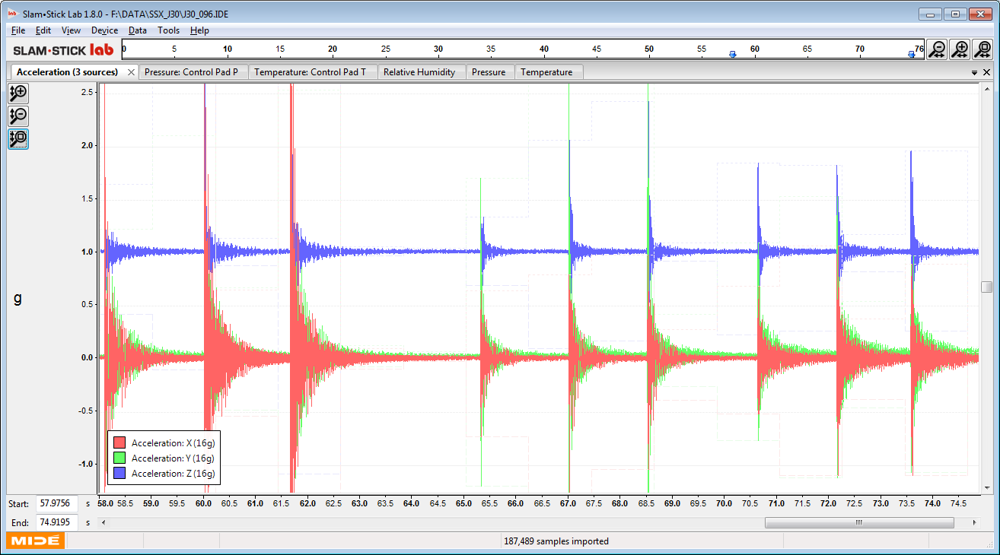 lab Slam•Stick Lab 1.8.0 - F:\DATA\SSX_J30\J30_096.IDE
File Edit View Device Data Tools Help
SLAM•STICK lab 0 5 10 15 20 25 30 35 40 45 50 55 60 65 70 76
Acceleration (3 sources) Pressure: Control Pad P Temperature: Control Pad T Relative Humidity Pressure Temperature
2.5
2.0
1.5
1.0
g
0.5
0.0
-0.5
-1.0
Acceleration: X (16g)
Acceleration: Y (16g)
Acceleration: Z (16g)
Start: 57.9756 s 58.0 58.5 59.0 59.5 60.0 60.5 61.0 61.5 62.0 62.5 63.0 63.5 64.0 64.5 65.0 65.5 66.0 66.5 67.0 67.5 68.0 68.5 69.0 69.5 70.0 70.5 71.0 71.5 72.0 72.5 73.0 73.5 74.0 74.5
End: 74.9195 s
MIDÉ 187,489 samples imported